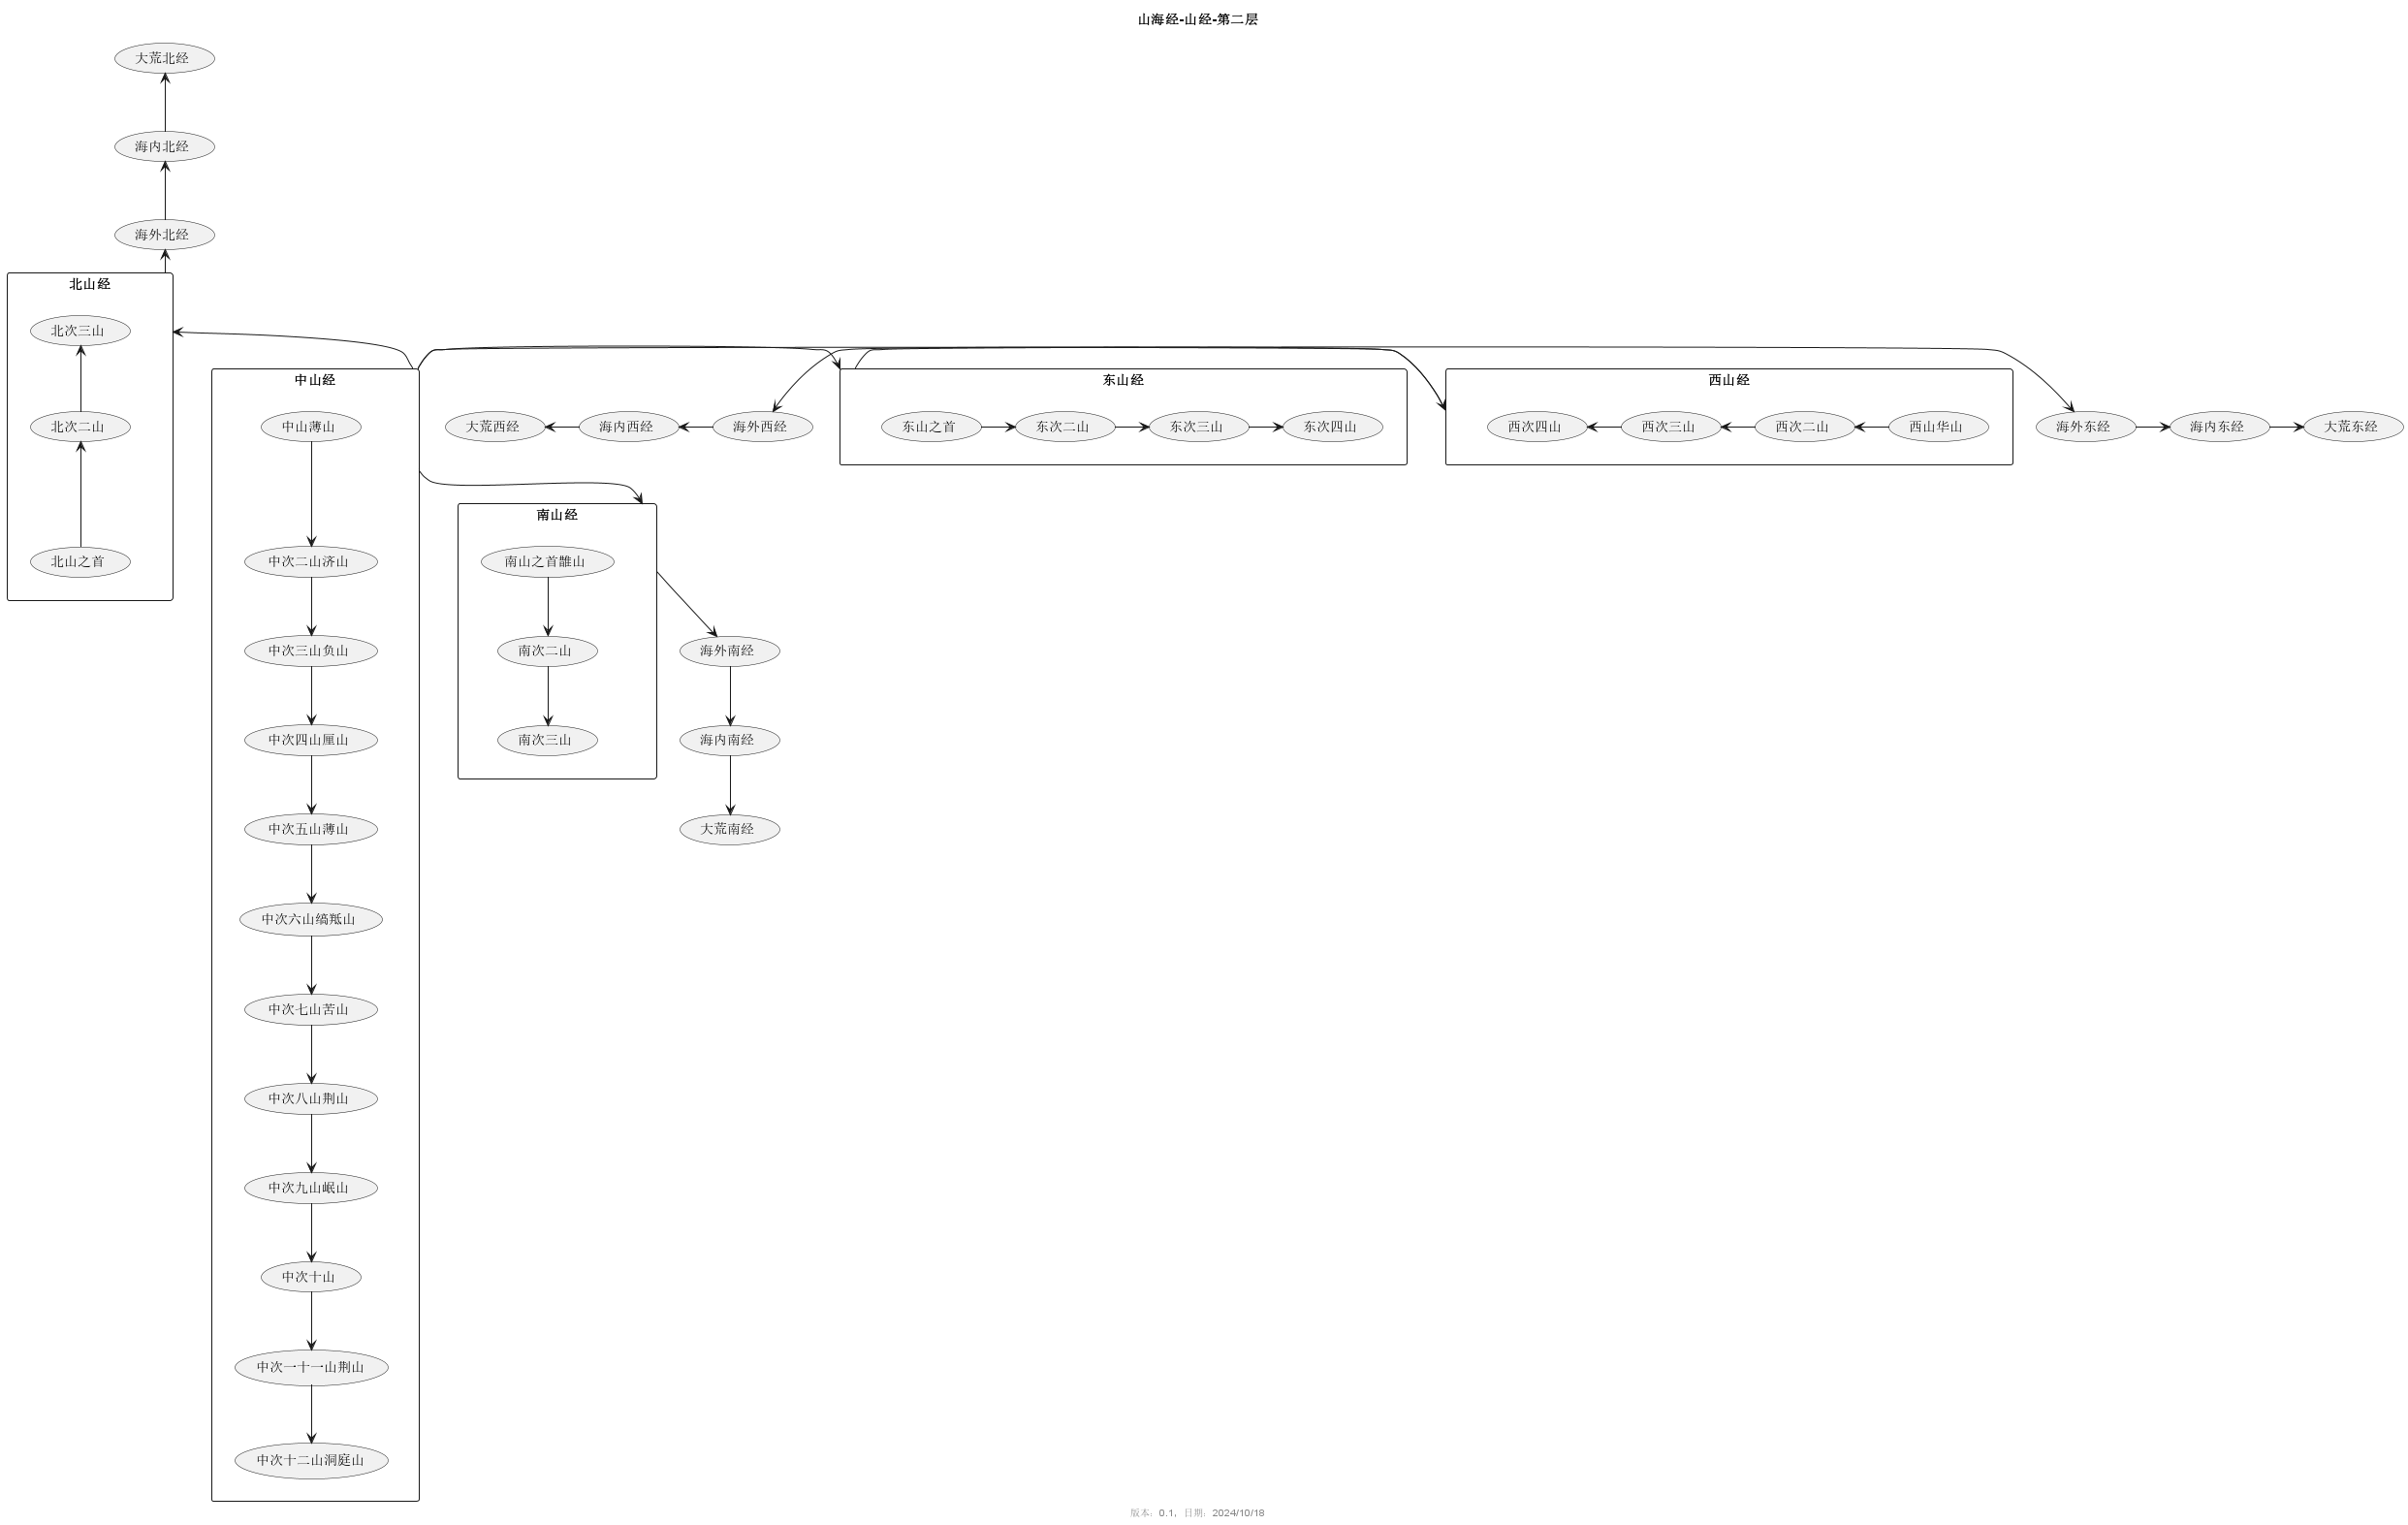 山海经-山经-第二层
大荒北经
海内北经
海外北经
北山经
北次三山
北次二山
北山之首
中山经
中山薄山
中次二山济山
中次三山负山
中次四山厘山
中次五山薄山
中次六山缟羝山
中次七山苦山
中次八山荆山
中次九山岷山
中次十山
中次一十一山荆山
中次十二山洞庭山
大荒西经
海内西经
海外西经
南山经
南山之首雔山
南次二山
南次三山
海外南经
海内南经
大荒南经
东山经
东山之首
东次二山
东次三山
东次四山
西山经
西次四山
西次三山
西次二山
西山华山
海外东经
海内东经
大荒东经
版本：0.1，日期：2024/10/18